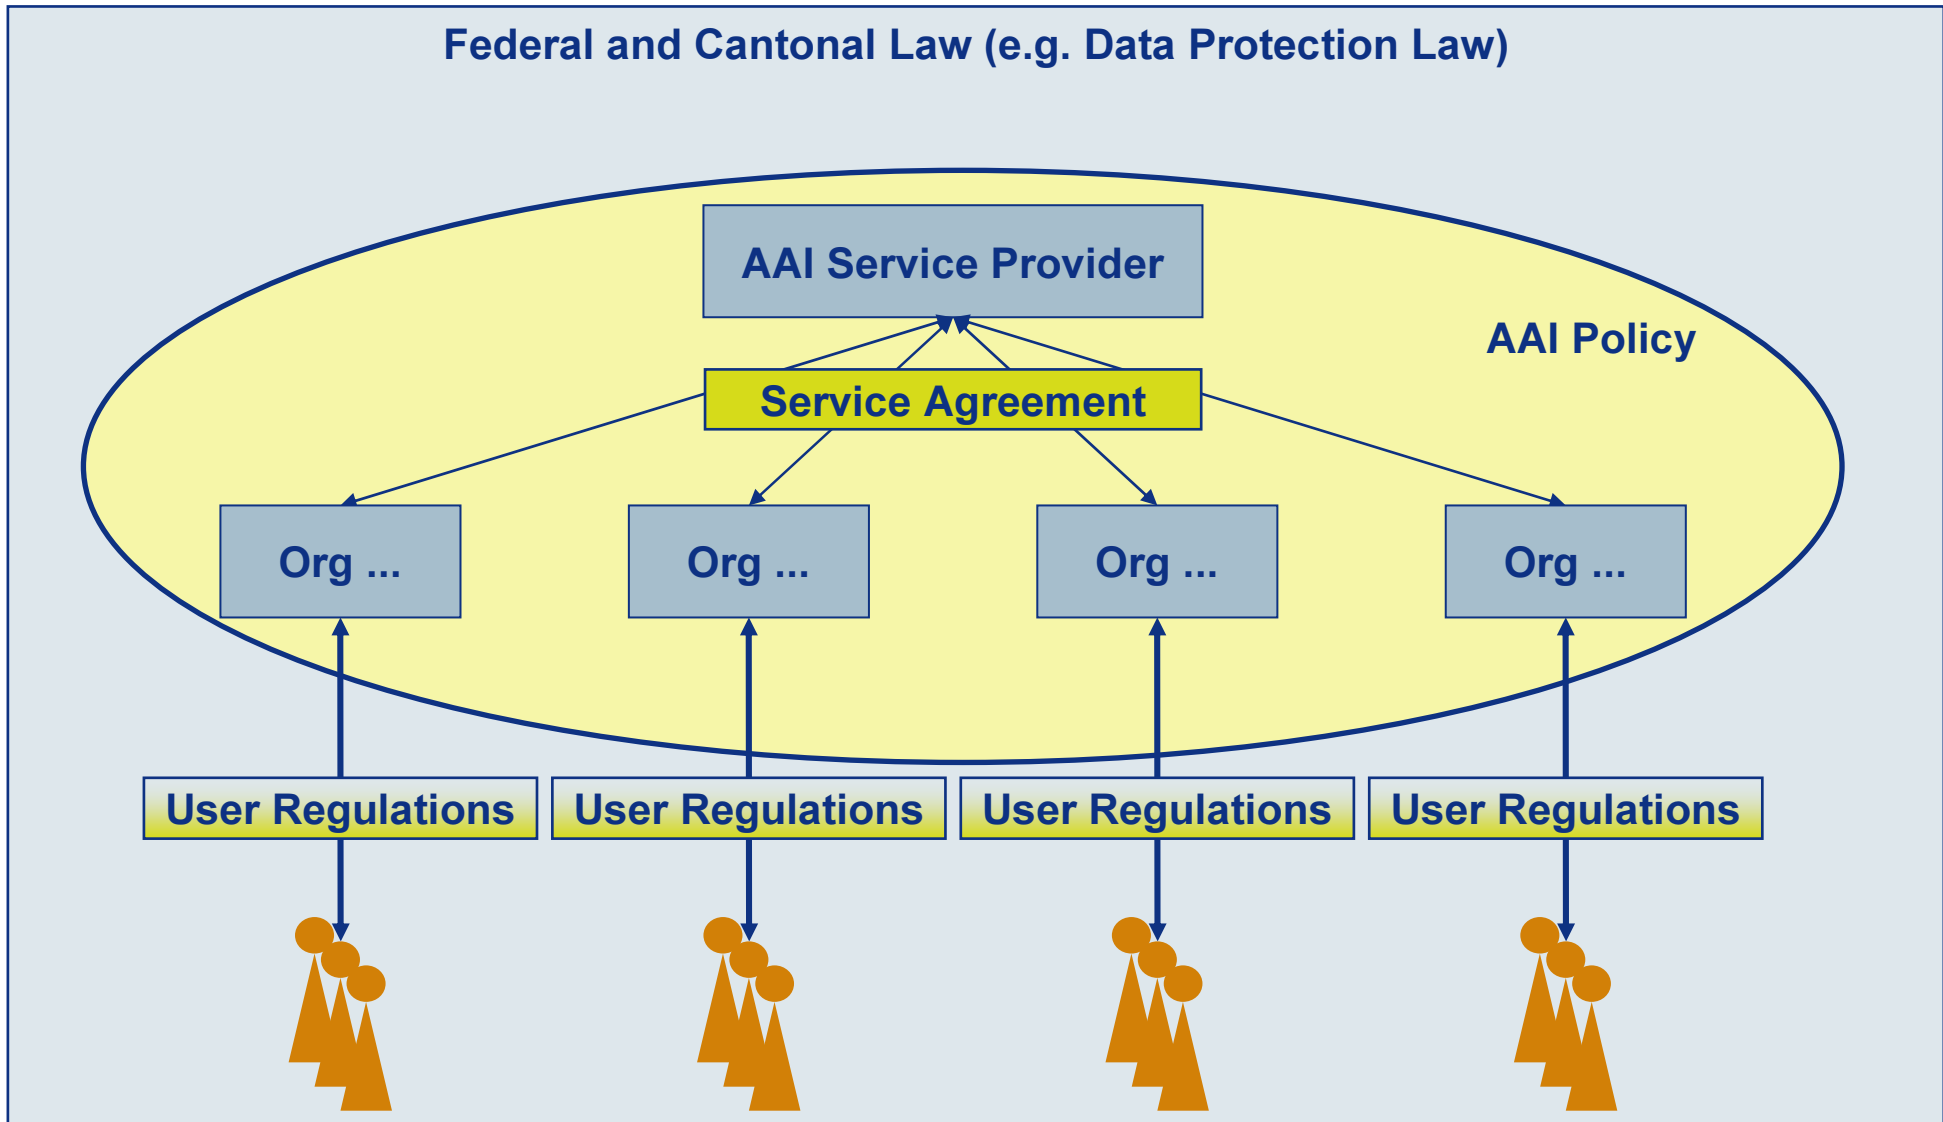 Federal and Cantonal Law (e.g. Data Protection Law)
AAI Service Provider
AAI Policy
Service Agreement
Org ...
Org ...
Org ...
Org ...
User Regulations
User Regulations
User Regulations
User Regulations